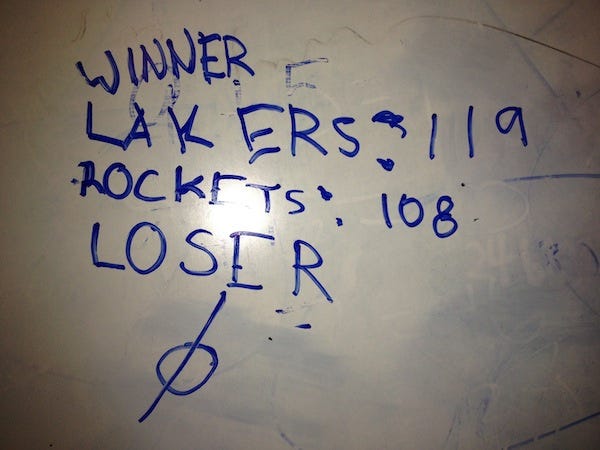 WINNER
LAKERS: 119
ROCKETS: 108
LOSER
Ø